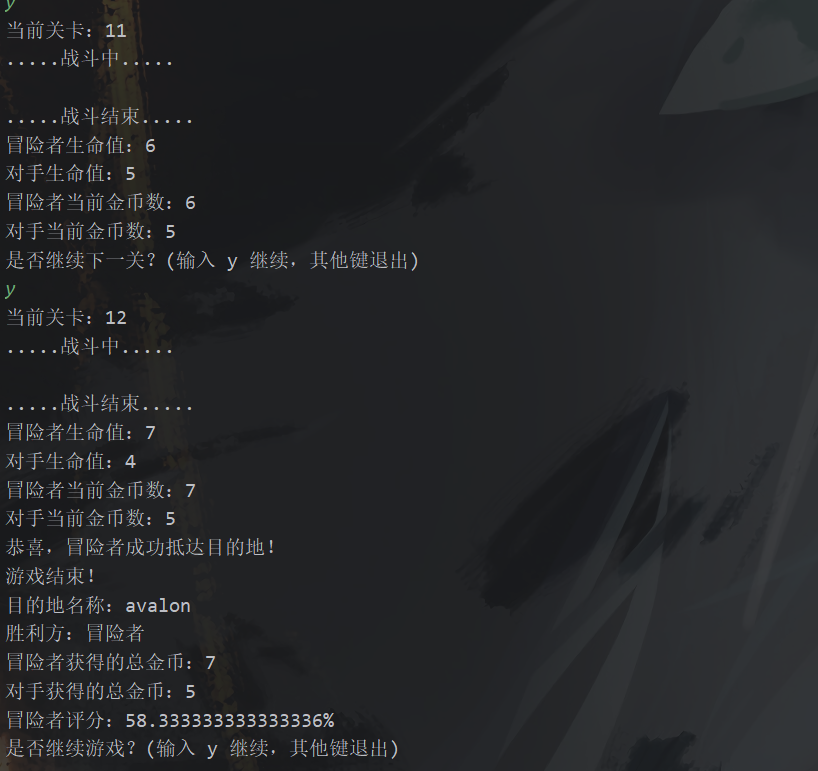 y
当前关卡：11
.....战斗中.....
.....战斗结束.....
冒险者生命值：6
对手生命值：5
冒险者当前金币数：6
对手当前金币数：5
是否继续下一关？(输入 y 继续，其他键退出)
y
当前关卡：12
.....战斗中.....
.....战斗结束.....
冒险者生命值：7
对手生命值：4
冒险者当前金币数：7
对手当前金币数：5
恭喜，冒险者成功抵达目的地！
游戏结束！
目的地名称：avalon
胜利方：冒险者
冒险者获得的总金币：7
对手获得的总金币：5
冒险者评分：58.333333333333336%
是否继续游戏？(输入 y 继续，其他键退出)